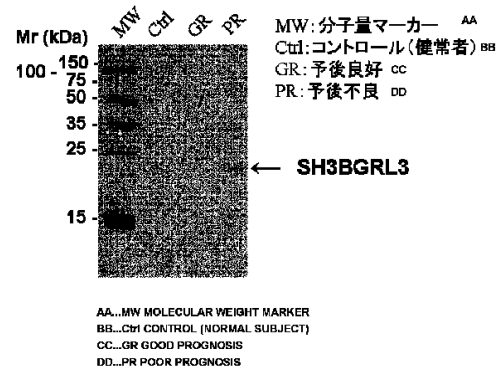 Mr (kDa)
MW Ctrl GR PR
150
100
75
50
35
25
15
← SH3BGRL3
MW：分子量マーカー AA
Ctrl：コントロール（健常者）BB
GR：予後良好 CC
PR：予後不良 DD
AA...MW MOLECULAR WEIGHT MARKER
BB...Ctrl CONTROL (NORMAL SUBJECT)
CC...GR GOOD PROGNOSIS
DD...PR POOR PROGNOSIS